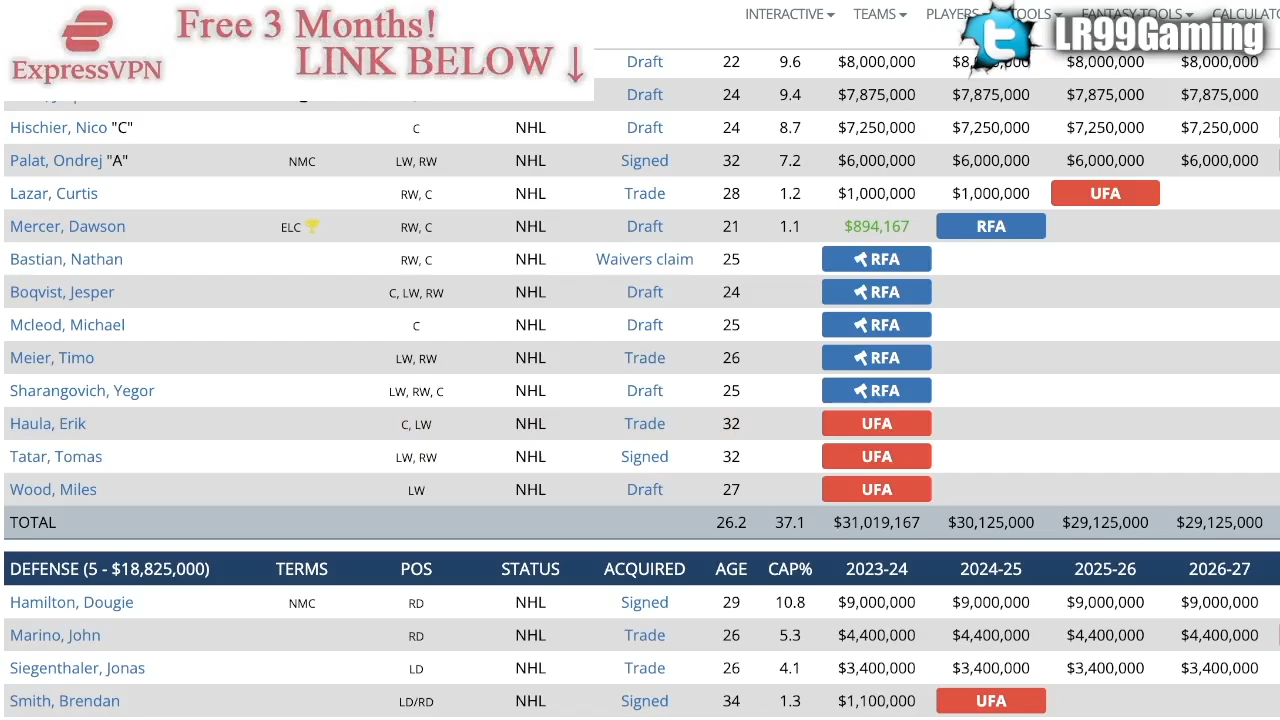 ExpressVPN
Free 3 Months!
LINK BELOW ↓
INTERACTIVE TEAMS PLAYERS TOOLS FANTASY TOOLS
LR99Gaming
Draft 22 9.6 $8,000,000 $8,000,000 $8,000,000
Draft 24 9.4 $7,875,000 $7,875,000 $7,875,000 $7,875,000
Hischier, Nico "C" C NHL Draft 24 8.7 $7,250,000 $7,250,000 $7,250,000 $7,250,000
Palat, Ondrej "A" NMC LW, RW NHL Signed 32 7.2 $6,000,000 $6,000,000 $6,000,000 $6,000,000
Lazar, Curtis RW, C NHL Trade 28 1.2 $1,000,000 $1,000,000 UFA
Mercer, Dawson ELC RW, C NHL Draft 21 1.1 $894,167 RFA
Bastian, Nathan RW, C NHL Waivers claim 25 RFA
Boqvist, Jesper C, LW, RW NHL Draft 24 RFA
Mcleod, Michael C NHL Draft 25 RFA
Meier, Timo LW, RW NHL Trade 26 RFA
Sharangovich, Yegor LW, RW, C NHL Draft 25 RFA
Haula, Erik C, LW NHL Trade 32 UFA
Tatar, Tomas LW, RW NHL Signed 32 UFA
Wood, Miles LW NHL Draft 27 UFA
TOTAL 26.2 37.1 $31,019,167 $30,125,000 $29,125,000 $29,125,000
DEFENSE (5 - $18,825,000) TERMS POS STATUS ACQUIRED AGE CAP% 2023-24 2024-25 2025-26 2026-27
Hamilton, Dougie NMC RD NHL Signed 29 10.8 $9,000,000 $9,000,000 $9,000,000 $9,000,000
Marino, John RD NHL Trade 26 5.3 $4,400,000 $4,400,000 $4,400,000 $4,400,000
Siegenthaler, Jonas LD NHL Trade 26 4.1 $3,400,000 $3,400,000 $3,400,000 $3,400,000
Smith, Brendan LD/RD NHL Signed 34 1.3 $1,100,000 UFA